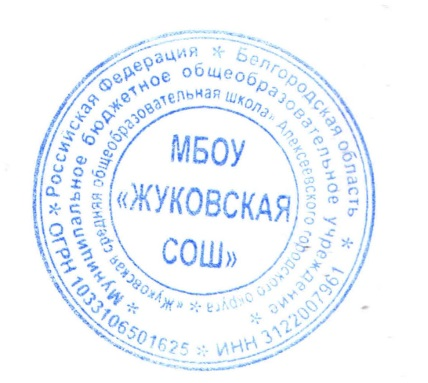 Российская Федерация * Белгородская область * ИНН 3122007961 * ОГРН 1033106501625 *
Муниципальное бюджетное общеобразовательное учреждение *
«Жуковская средняя общеобразовательная школа» Алексеевского городского округа *
МБОУ
«ЖУКОВСКАЯ
СОШ»